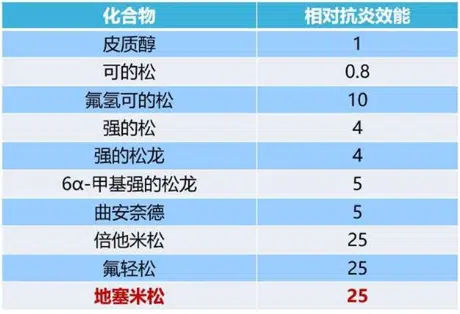 化合物 相对抗炎效能
皮质醇 1
可的松 0.8
氟氢可的松 10
强的松 4
强的松龙 4
6α-甲基强的松龙 5
曲安奈德 5
倍他米松 25
氟轻松 25
地塞米松 25